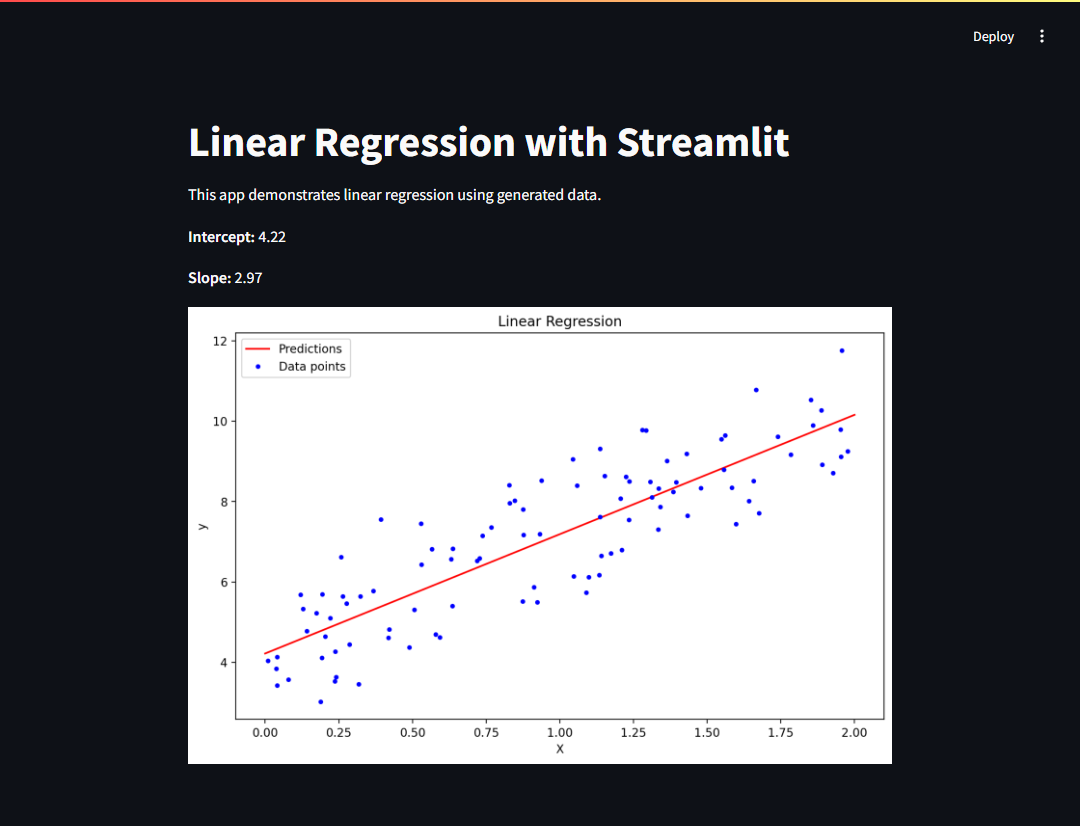 Deploy
Linear Regression with Streamlit
This app demonstrates linear regression using generated data.
Intercept: 4.22
Slope: 2.97
Linear Regression
Predictions
Data points
12
10
8
6
4
y
0.00 0.25 0.50 0.75 1.00 1.25 1.50 1.75 2.00
X